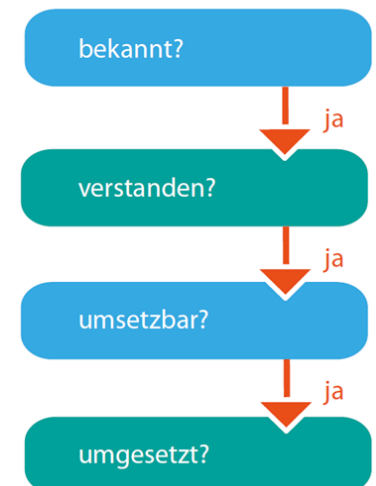 bekannt?
ja
verstanden?
ja
umsetzbar?
ja
umgesetzt?